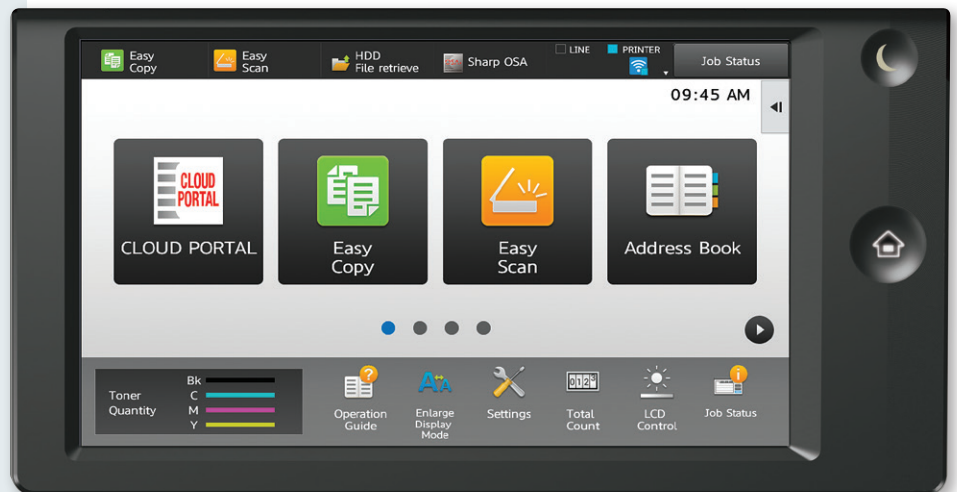 Easy
Copy
Easy
Scan
HDD
File retrieve
Sharp OSA
LINE
PRINTER
Job Status
09:45 AM
CLOUD
PORTAL
CLOUD PORTAL
Easy
Copy
Easy
Scan
Address Book
Toner
Quantity
Bk
C
M
Y
Operation
Guide
AA
Enlarge
Display
Mode
Settings
Total
Count
LCD
Control
Job Status